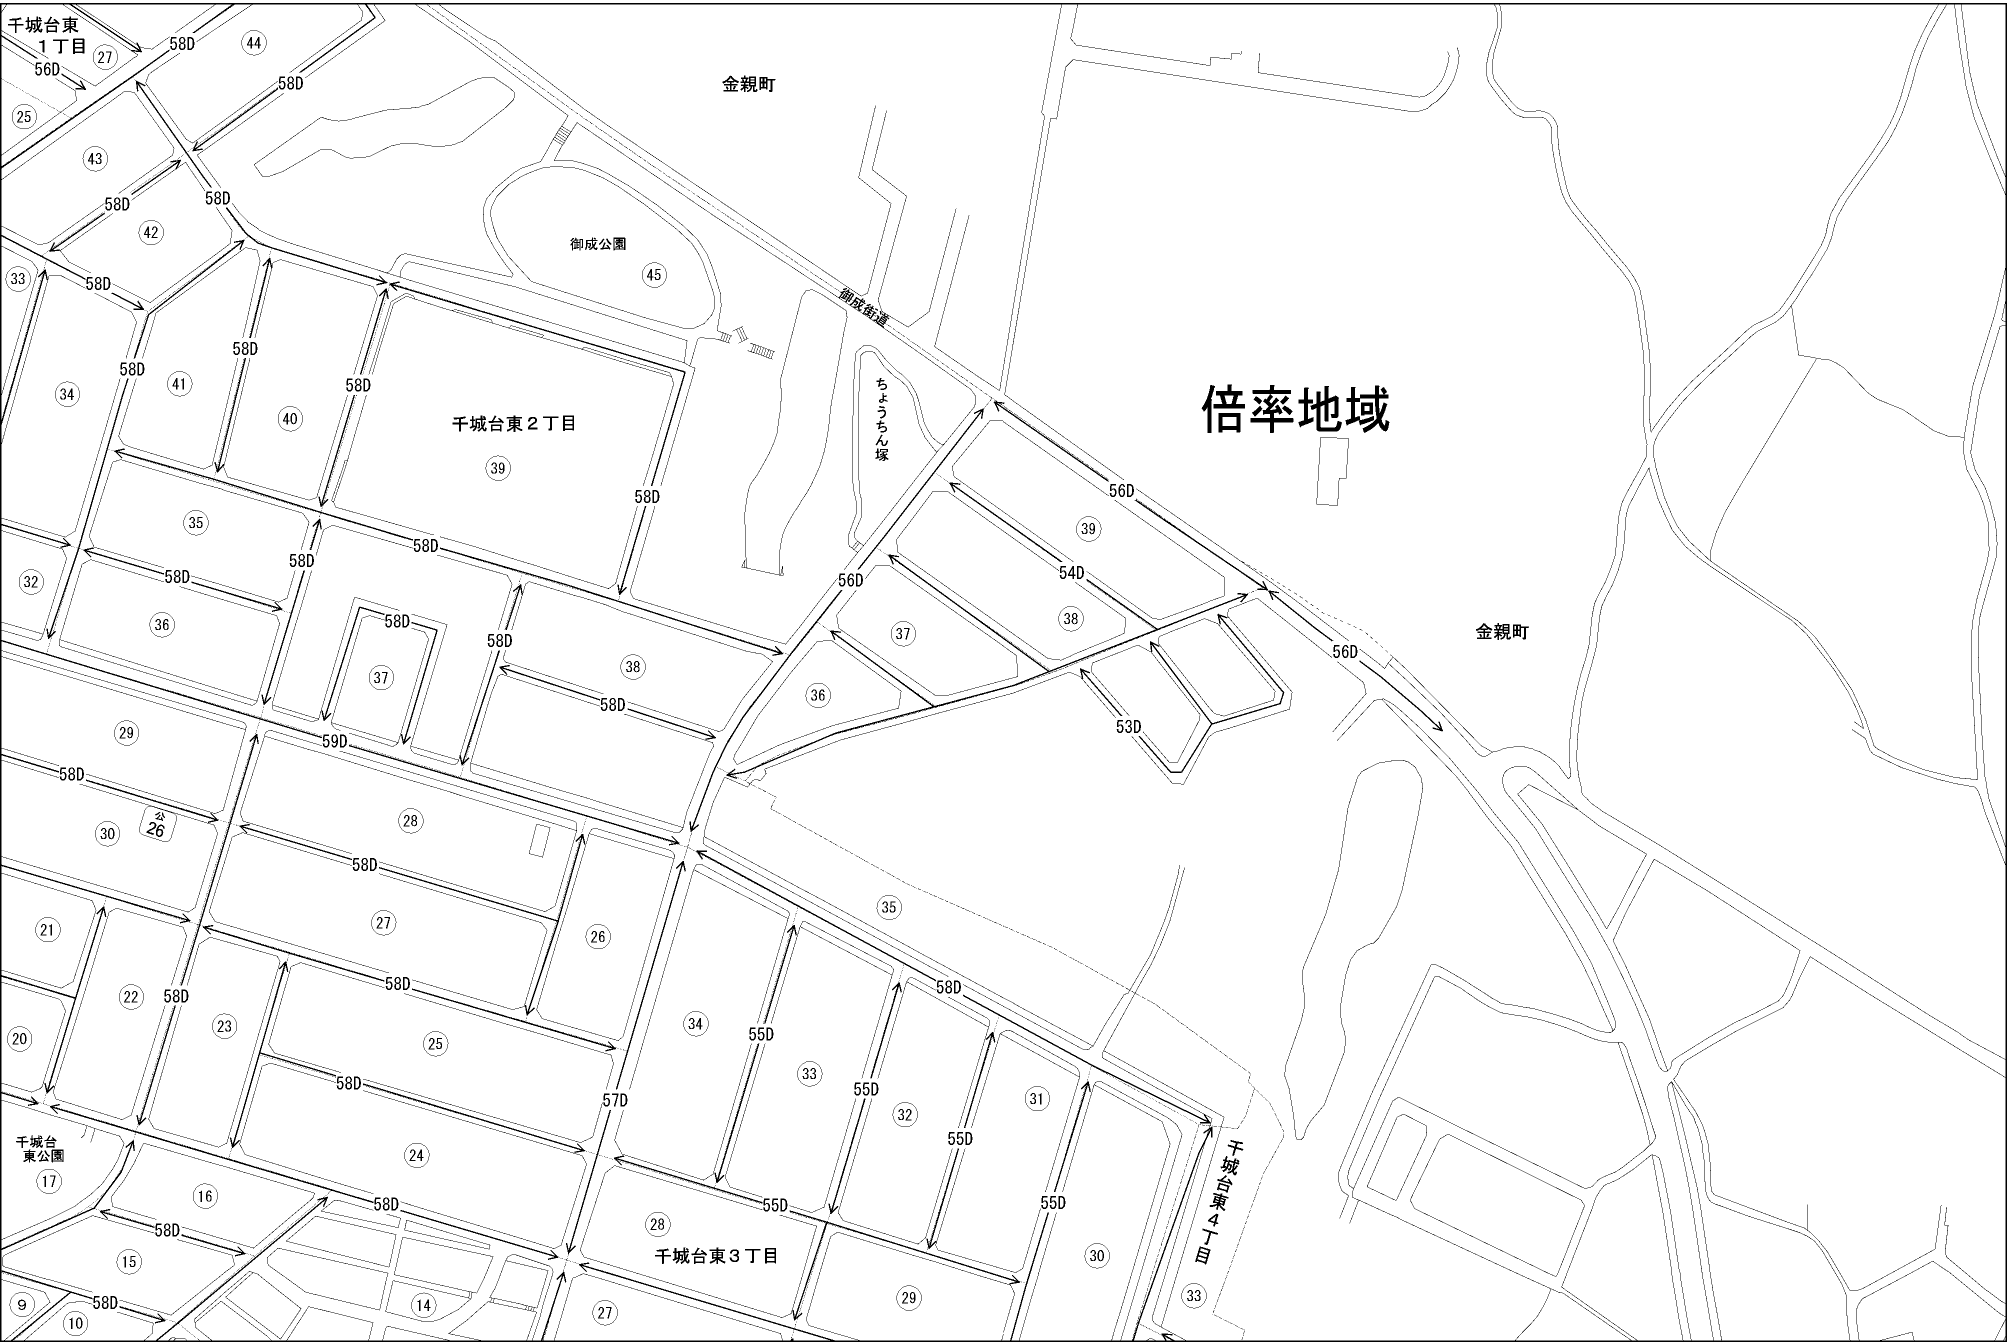 千城台東
１丁目
27
58D
44
56D
58D
金親町
25
43
58D
58D
42
御成公園
45
33
58D
御成街道
58D
58D
58D
34
41
40
千城台東２丁目
39
58D
ちょうちん塚
倍率地域
56D
39
35
58D
58D
58D
32
56D
54D
36
58D
58D
37
38
58D
37
38
金親町
56D
36
58D
53D
29
59D
58D
公
26
30
28
58D
27
26
35
21
22
58D
58D
58D
20
23
25
34
55D
33
55D
32
31
58D
57D
55D
千城台
東公園
17
24
16
58D
55D
55D
千城台東４丁目
58D
28
千城台東３丁目
30
15
9
58D
10
14
27
29
33